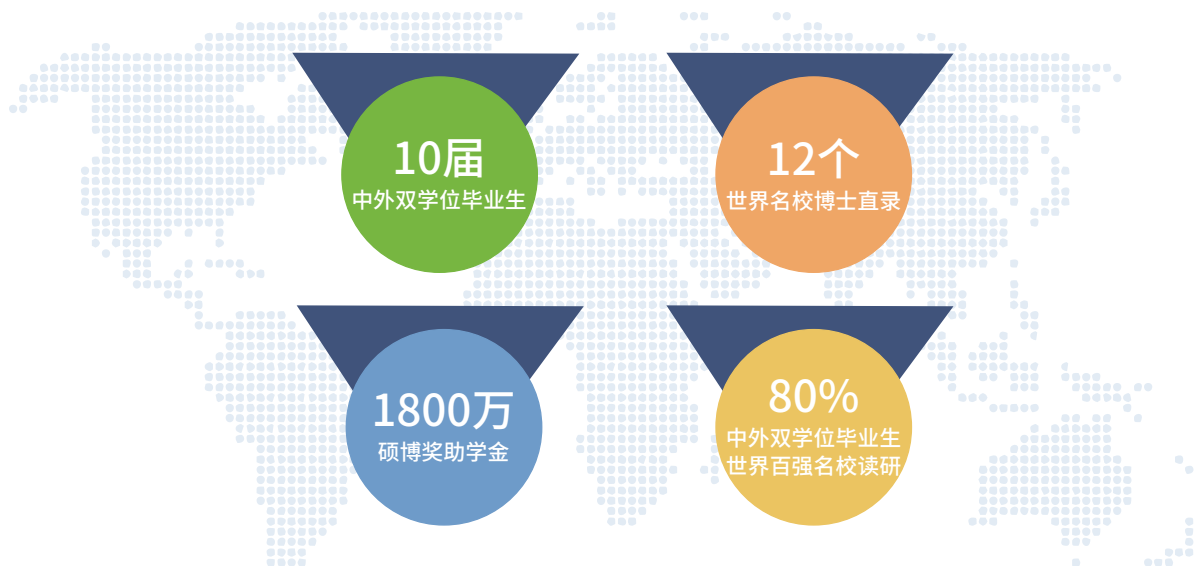 10届
中外双学位毕业生
12个
世界名校博士直录
1800万
硕博奖助学金
80%
中外双学位毕业生
世界百强名校读研